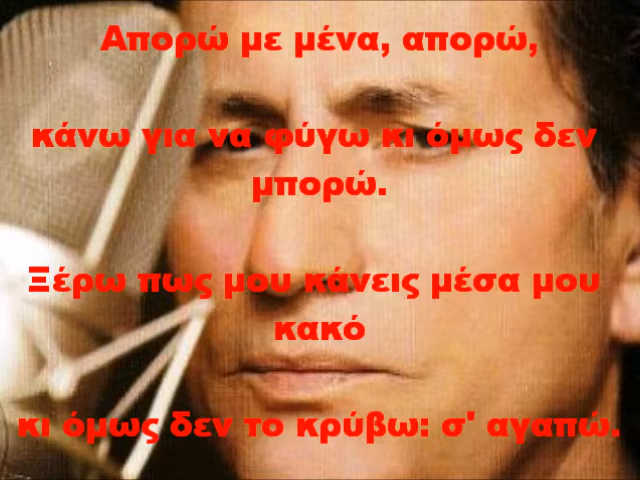 Απορώ με μένα, απορώ,
κάνω για να φύγω κι όμως δεν
μπορώ.
Ξέρω πως μου κάνεις μέσα μου
κακό
κι όμως δεν το κρύβω: σ' αγαπώ.